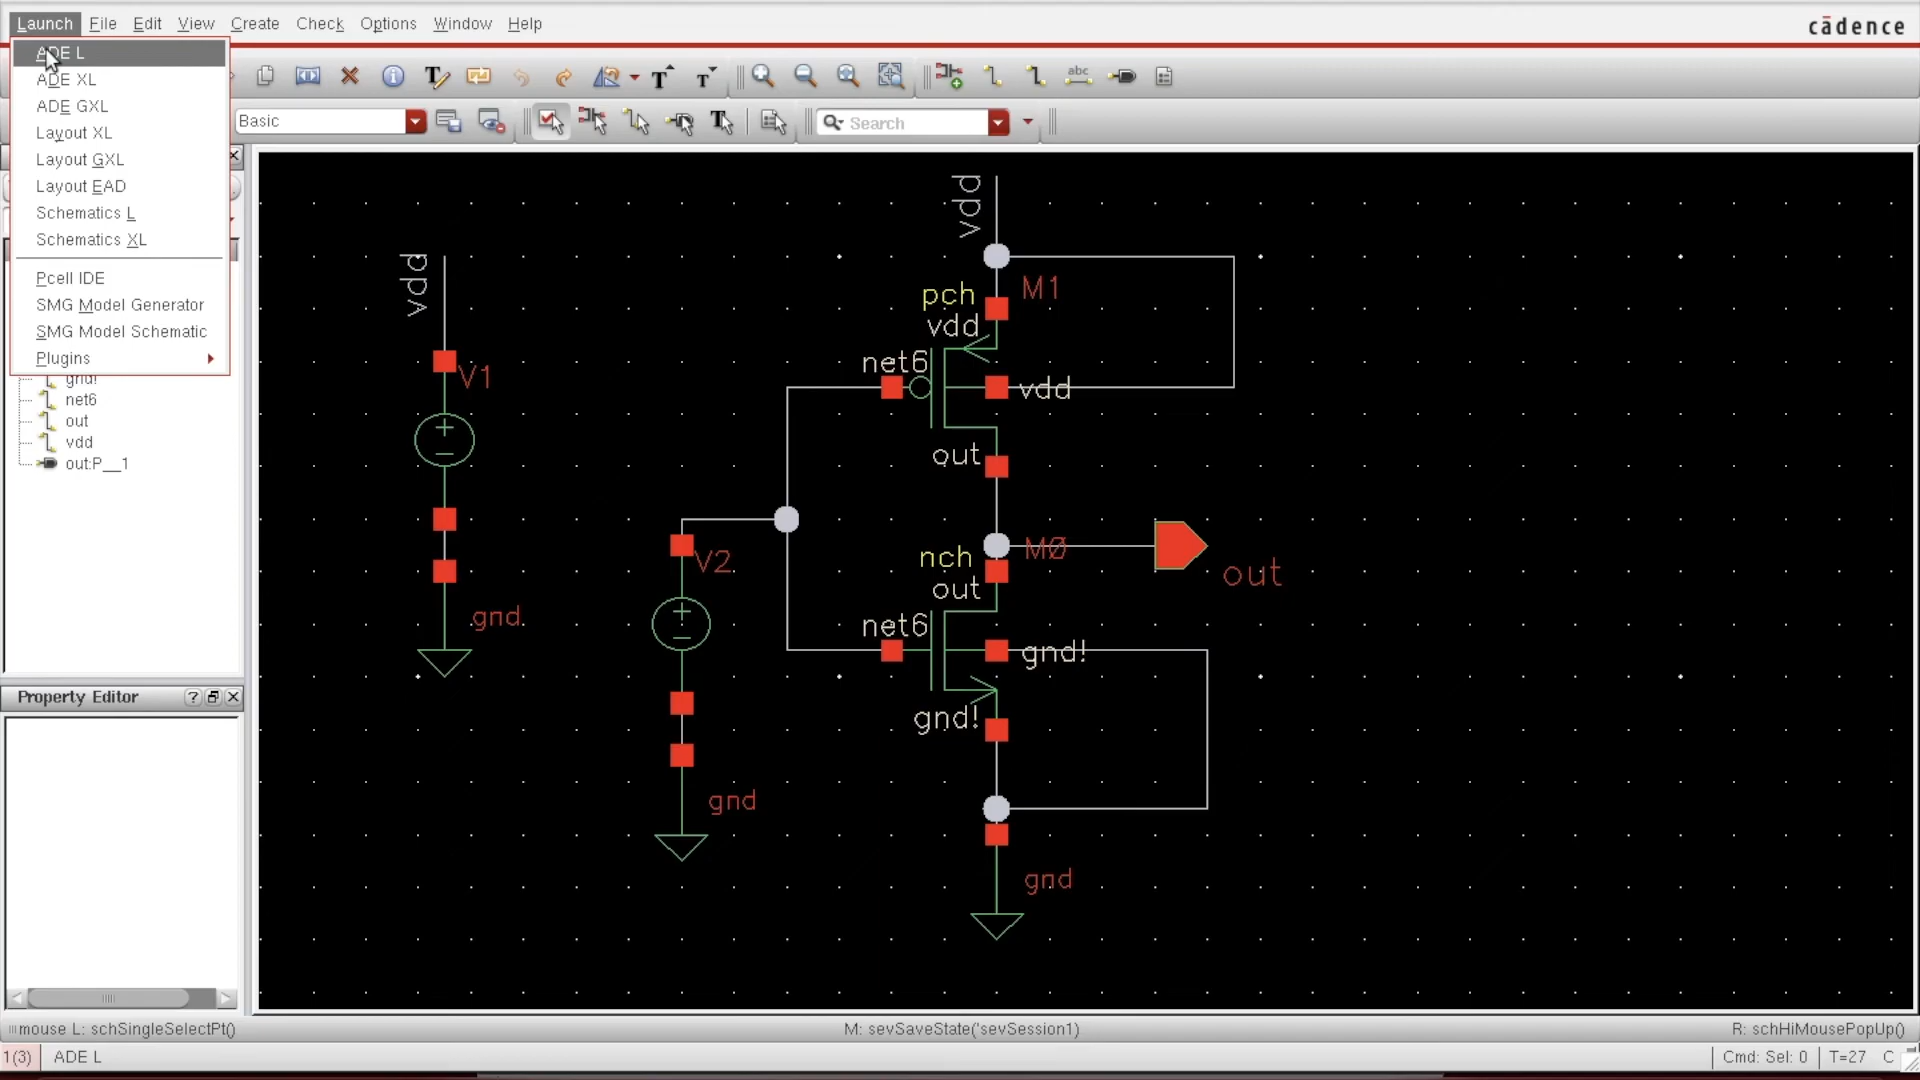 Launch File Edit View Create Check Options Window Help
cādence
ADE L
ADE XL
ADE GXL
Layout XL
Layout GXL
Layout EAD
Schematics L
Schematics XL
Pcell IDE
SMG Model Generator
SMG Model Schematic
Plugins
abc
Basic
Search
gnd!
net6
out
vdd
out:P__1
Property Editor
vdd
V1
gnd
V2
gnd
vdd
pch
M1
vdd
net6
vdd
out
nch
M0
out
out
net6
gnd!
gnd!
gnd
mouse L: schSingleSelectPt()
M: sevSaveState('sevSession1)
R: schHiMousePopUp()
1(3) ADE L
Cmd: Sel: 0 T=27 C